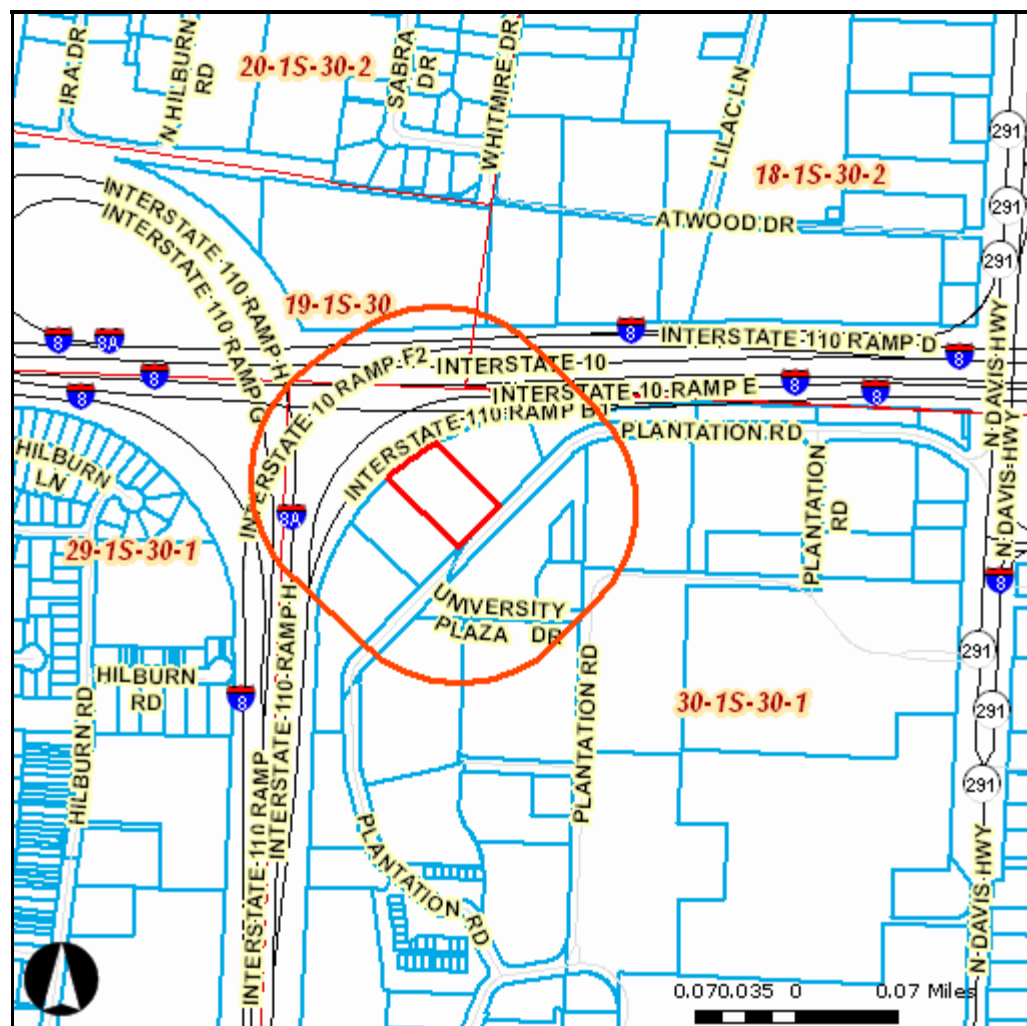 IRA DR
N HILBURN
RD
20-1S-30-2
SABRA
DR
WHITMIRE DR
LILAC LN
291
18-1S-30-2
291
ATWOOD DR
291
INTERSTATE 110 RAMP H
INTERSTATE 110 RAMP G
19-1S-30
8
8A
8
INTERSTATE 110 RAMP D
8
N DAVIS HWY
INTERSTATE 10 RAMP F2
INTERSTATE 10
8
8
INTERSTATE 10 RAMP E
8
8
INTERSTATE 110 RAMP B1
PLANTATION RD
N DAVIS HWY
HILBURN
LN
PLANTATION
RD
8A
29-1S-30-1
8
UMVERSITY
PLAZA DR
INTERSTATE 110 RAMP H
291
HILBURN
RD
8
PLANTATION RD
30-1S-30-1
291
HILBURN RD
INTERSTATE 110 RAMP
291
PLANTATION RD
N DAVIS HWY
0.070.035 0 0.07 Miles